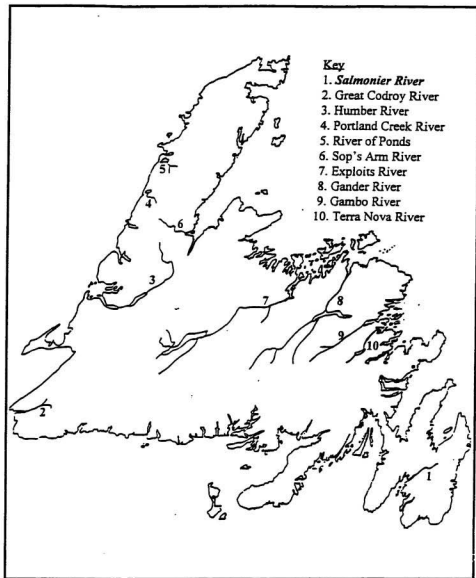 Key
1. Salmonier River
2. Great Codroy River
3. Humber River
4. Portland Creek River
5. River of Ponds
6. Sop's Arm River
7. Exploits River
8. Gander River
9. Gambo River
10. Terra Nova River
5
4
6
3
7
8
9
10
2
1